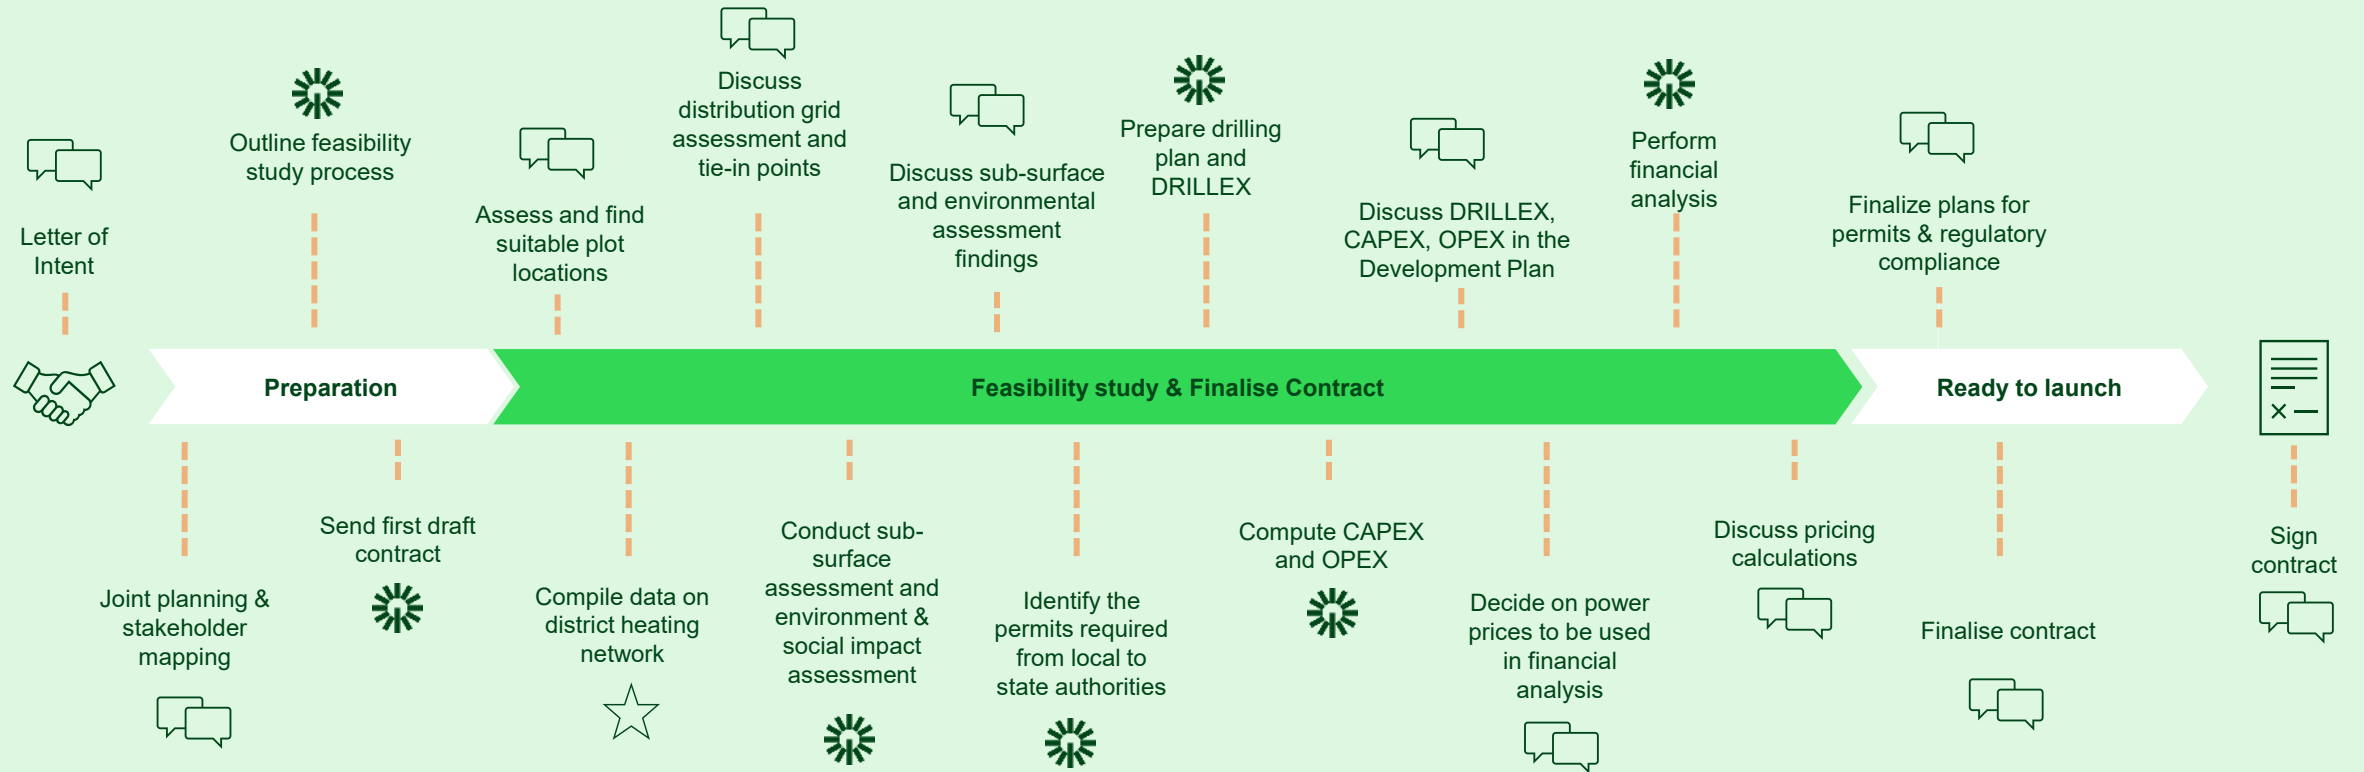 Letter of
Intent
Outline feasibility
study process
Assess and find
suitable plot
locations
Discuss
distribution grid
assessment and
tie-in points
Discuss sub-surface
and environmental
assessment
findings
Prepare drilling
plan and
DRILLEX
Discuss DRILLEX,
CAPEX, OPEX in the
Development Plan
Perform
financial
analysis
Finalize plans for
permits & regulatory
compliance
Preparation
Feasibility study & Finalise Contract
Ready to launch
Joint planning &
stakeholder
mapping
Send first draft
contract
Compile data on
district heating
network
Conduct sub-
surface
assessment and
environment &
social impact
assessment
Identify the
permits required
from local to
state authorities
Compute CAPEX
and OPEX
Decide on power
prices to be used
in financial
analysis
Discuss pricing
calculations
Finalise contract
Sign
contract